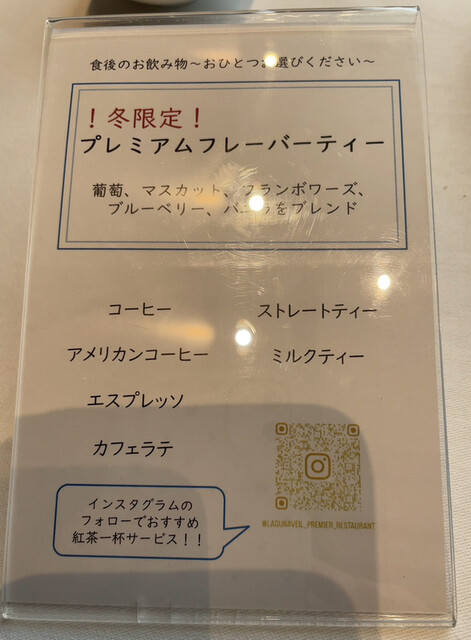 食後のお飲み物～おひとつお選びください～
！冬限定！
プレミアムフレーバーティー
葡萄、マスカット、フランボワーズ、
ブルーベリー、バニラをブレンド
コーヒー
ストレートティー
アメリカンコーヒー
ミルクティー
エスプレッソ
カフェラテ
@LAGUNAVEIL_PREMIER_RESTAURANT
インスタグラムの
フォローでおすすめ
紅茶一杯サービス！！